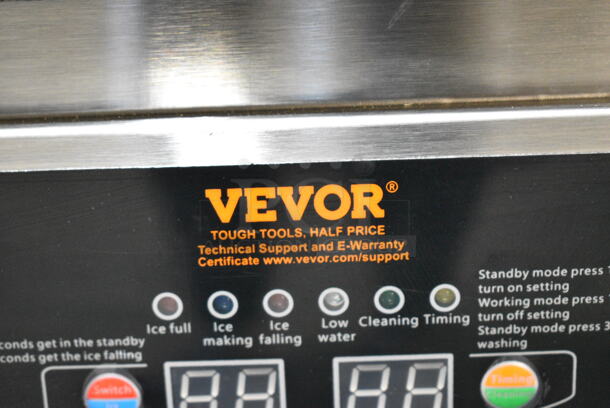 VEVOR®
TOUGH TOOLS, HALF PRICE
Technical Support and E-Warranty
Certificate www.vevor.com/support
Standby mode press
turn on setting
Working mode press
turn off setting
Standby mode press 3
washing
Ice full
Ice making
Ice falling
Low water
Cleaning
Timing
conds get in the standby
conds get the ice falling
Switch
Timing
Cleaning